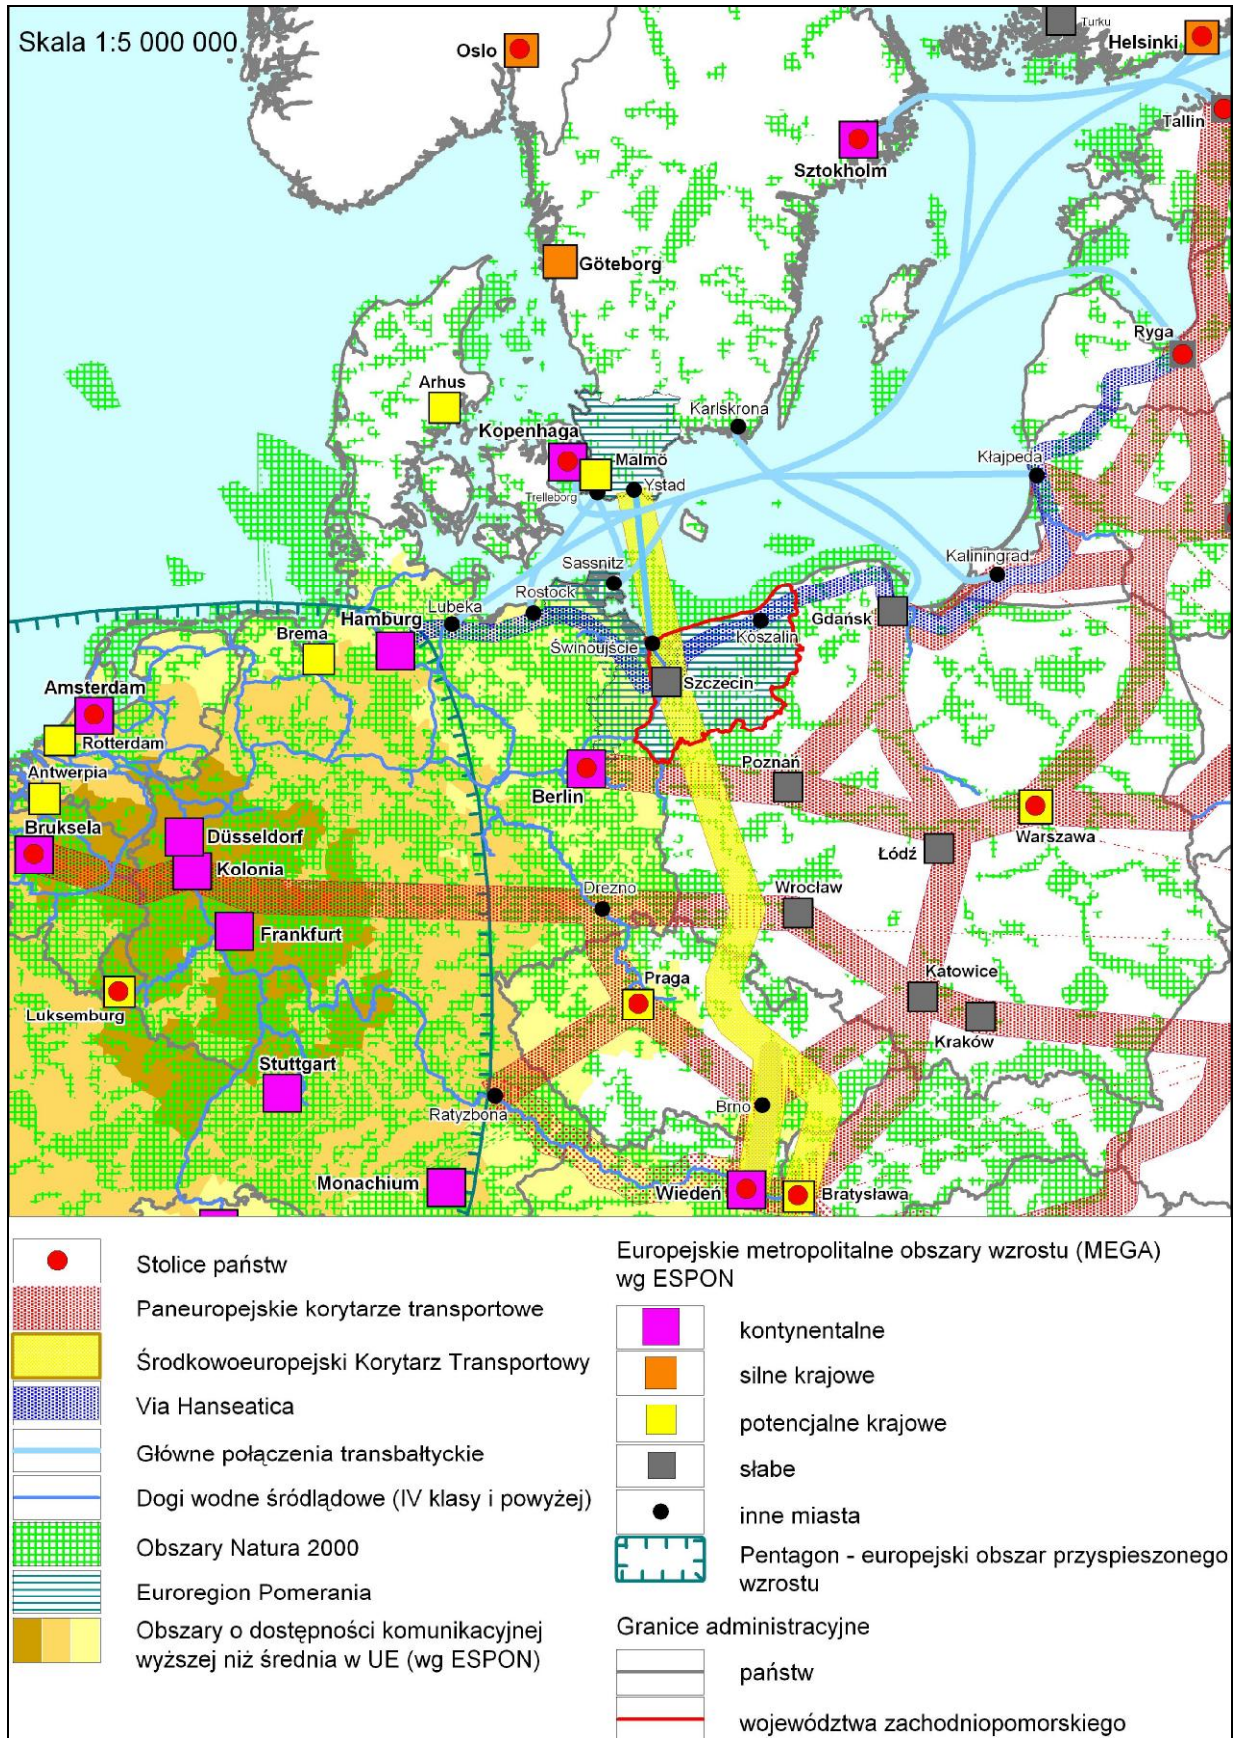 Skala 1:5 000 000
Oslo
Turku
Helsinki
Tallin
Sztokholm
Göteborg
Ryga
Arhus
Karlskrona
Kopenhaga
Malmö
Kłajpeda
Trelleborg
Ystad
Sassnitz
Kaliningrad
Rostock
Lubeka
Hamburg
Gdańsk
Koszalin
Brema
Świnoujście
Szczecin
Amsterdam
Rotterdam
Poznań
Antwerpia
Berlin
Bruksela
Düsseldorf
Warszawa
Łódź
Kolonia
Drezno
Wrocław
Frankfurt
Katowice
Praga
Luksemburg
Kraków
Stuttgart
Ratyzbona
Brno
Monachium
Wiedeń
Bratysława
Stolice państw
Paneuropejskie korytarze transportowe
Środkowoeuropejski Korytarz Transportowy
Via Hanseatica
Główne połączenia transbałtyckie
Dogi wodne śródlądowe (IV klasy i powyżej)
Obszary Natura 2000
Euroregion Pomerania
Obszary o dostępności komunikacyjnej
wyższej niż średnia w UE (wg ESPON)
Europejskie metropolitalne obszary wzrostu (MEGA)
wg ESPON
kontynentalne
silne krajowe
potencjalne krajowe
słabe
inne miasta
Pentagon - europejski obszar przyspieszonego
wzrostu
Granice administracyjne
państw
województwa zachodniopomorskiego